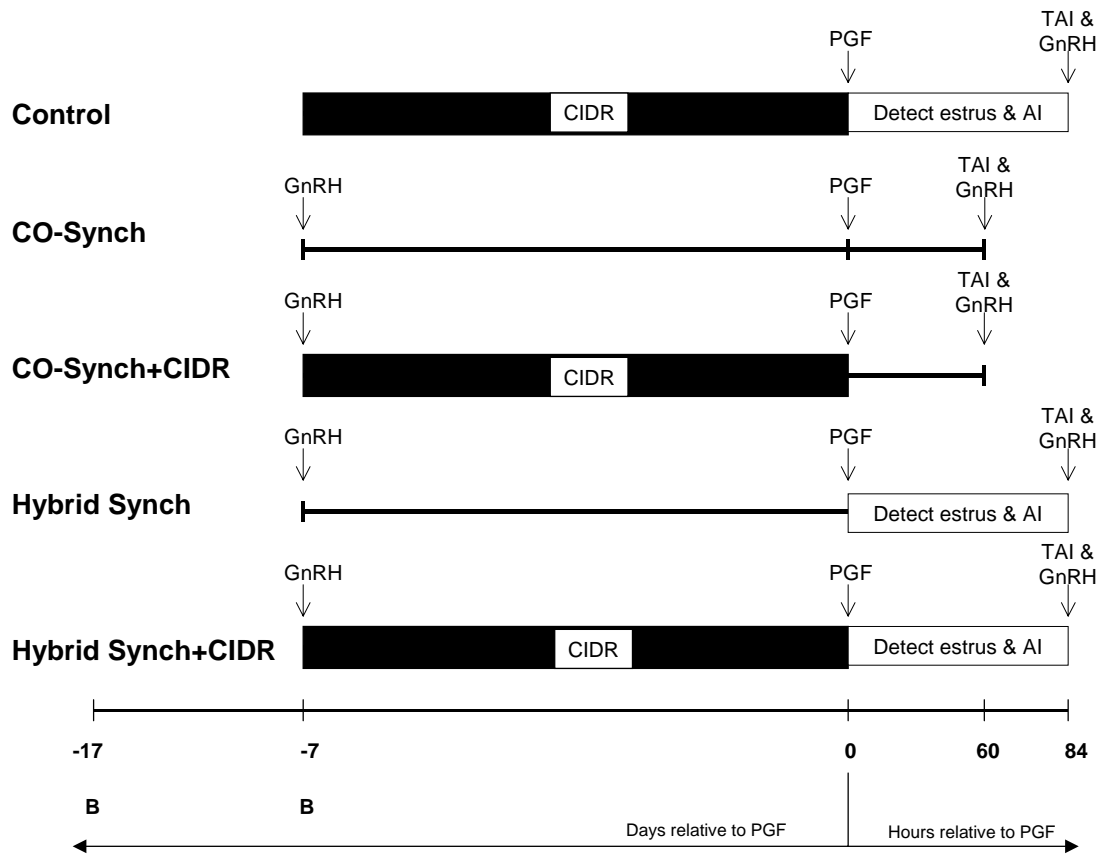 TAI &
GnRH
PGF
Control
CIDR
Detect estrus & AI
GnRH
PGF
TAI &
GnRH
CO-Synch
GnRH
PGF
TAI &
GnRH
CO-Synch+CIDR
CIDR
GnRH
PGF
TAI &
GnRH
Hybrid Synch
Detect estrus & AI
GnRH
PGF
TAI &
GnRH
Hybrid Synch+CIDR
CIDR
Detect estrus & AI
-17
-7
0
60
84
B
B
Days relative to PGF
Hours relative to PGF